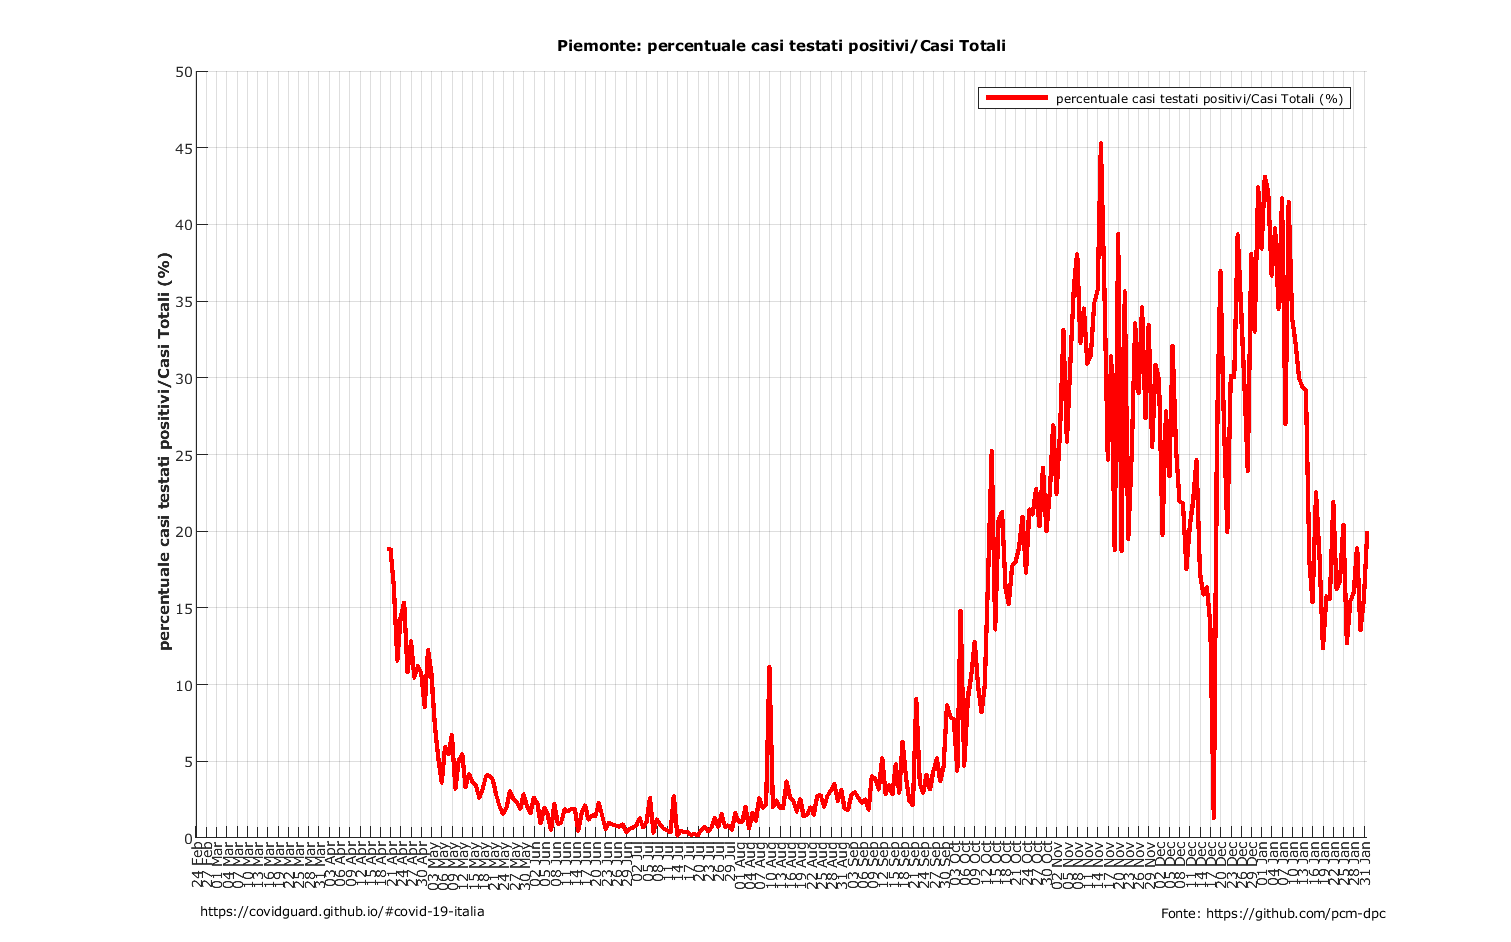 Piemonte: percentuale casi testati positivi/Casi Totali
percentuale casi testati positivi/Casi Totali (%)
percentuale casi testati positivi/Casi Totali (%)
50
45
40
35
30
25
20
15
10
5
0
24 Feb
27 Feb
01 Mar
04 Mar
07 Mar
10 Mar
13 Mar
16 Mar
19 Mar
22 Mar
25 Mar
28 Mar
31 Mar
03 Apr
06 Apr
09 Apr
12 Apr
15 Apr
18 Apr
21 Apr
24 Apr
27 Apr
30 Apr
03 May
06 May
09 May
12 May
15 May
18 May
21 May
24 May
27 May
30 May
02 Jun
05 Jun
08 Jun
11 Jun
14 Jun
17 Jun
20 Jun
23 Jun
26 Jun
29 Jun
02 Jul
05 Jul
08 Jul
11 Jul
14 Jul
17 Jul
20 Jul
23 Jul
26 Jul
29 Jul
01 Aug
04 Aug
07 Aug
10 Aug
13 Aug
16 Aug
19 Aug
22 Aug
25 Aug
28 Aug
31 Aug
03 Sep
06 Sep
09 Sep
12 Sep
15 Sep
18 Sep
21 Sep
24 Sep
27 Sep
30 Sep
03 Oct
06 Oct
09 Oct
12 Oct
15 Oct
18 Oct
21 Oct
24 Oct
27 Oct
30 Oct
02 Nov
05 Nov
08 Nov
11 Nov
14 Nov
17 Nov
20 Nov
23 Nov
26 Nov
29 Nov
02 Dec
05 Dec
08 Dec
11 Dec
14 Dec
17 Dec
20 Dec
23 Dec
26 Dec
29 Dec
01 Jan
04 Jan
07 Jan
10 Jan
13 Jan
16 Jan
19 Jan
22 Jan
25 Jan
28 Jan
31 Jan
https://covidguard.github.io/#covid-19-italia
Fonte: https://github.com/pcm-dpc